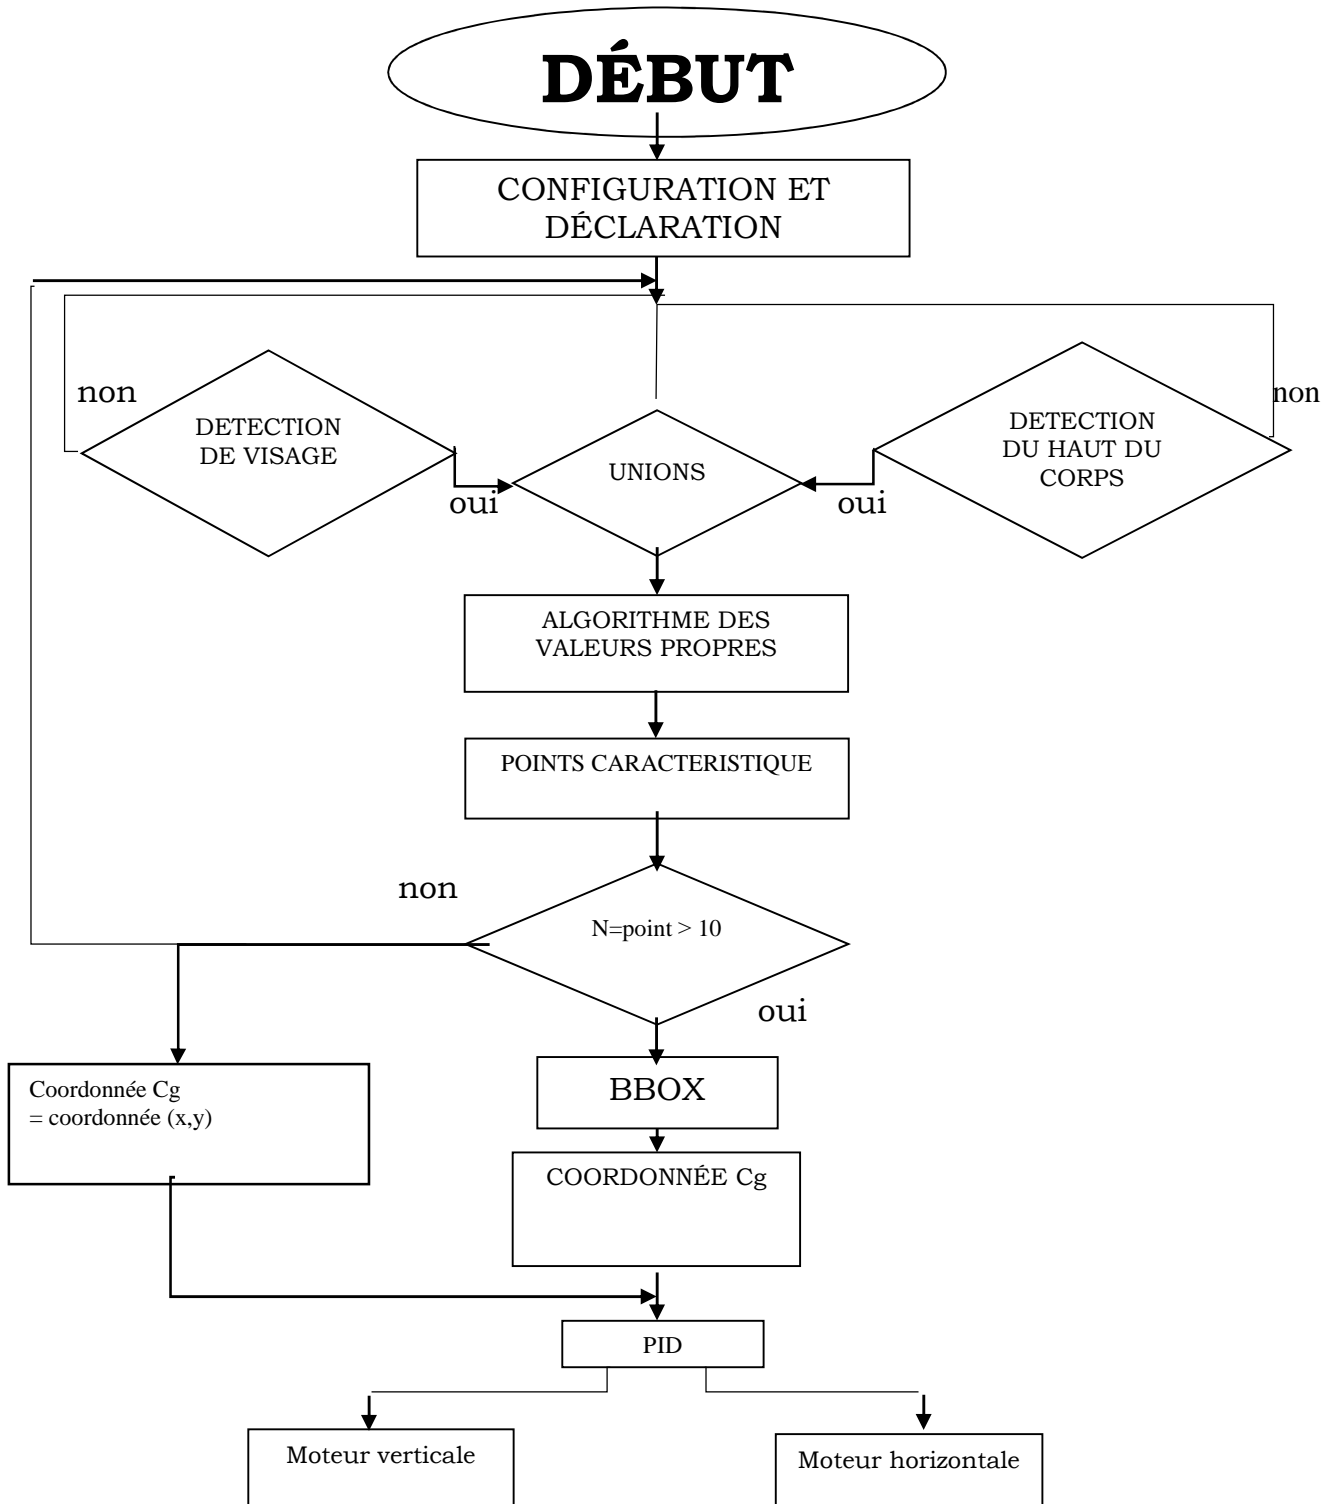 DÉBUT
CONFIGURATION ET
DÉCLARATION
non
DETECTION
DE VISAGE
oui
UNIONS
oui
DETECTION
DU HAUT DU
CORPS
non
ALGORITHME DES
VALEURS PROPRES
POINTS CARACTERISTIQUE
non
N=point > 10
oui
Coordonnée Cg
= coordonnée (x,y)
BBOX
COORDONNÉE Cg
PID
Moteur verticale
Moteur horizontale